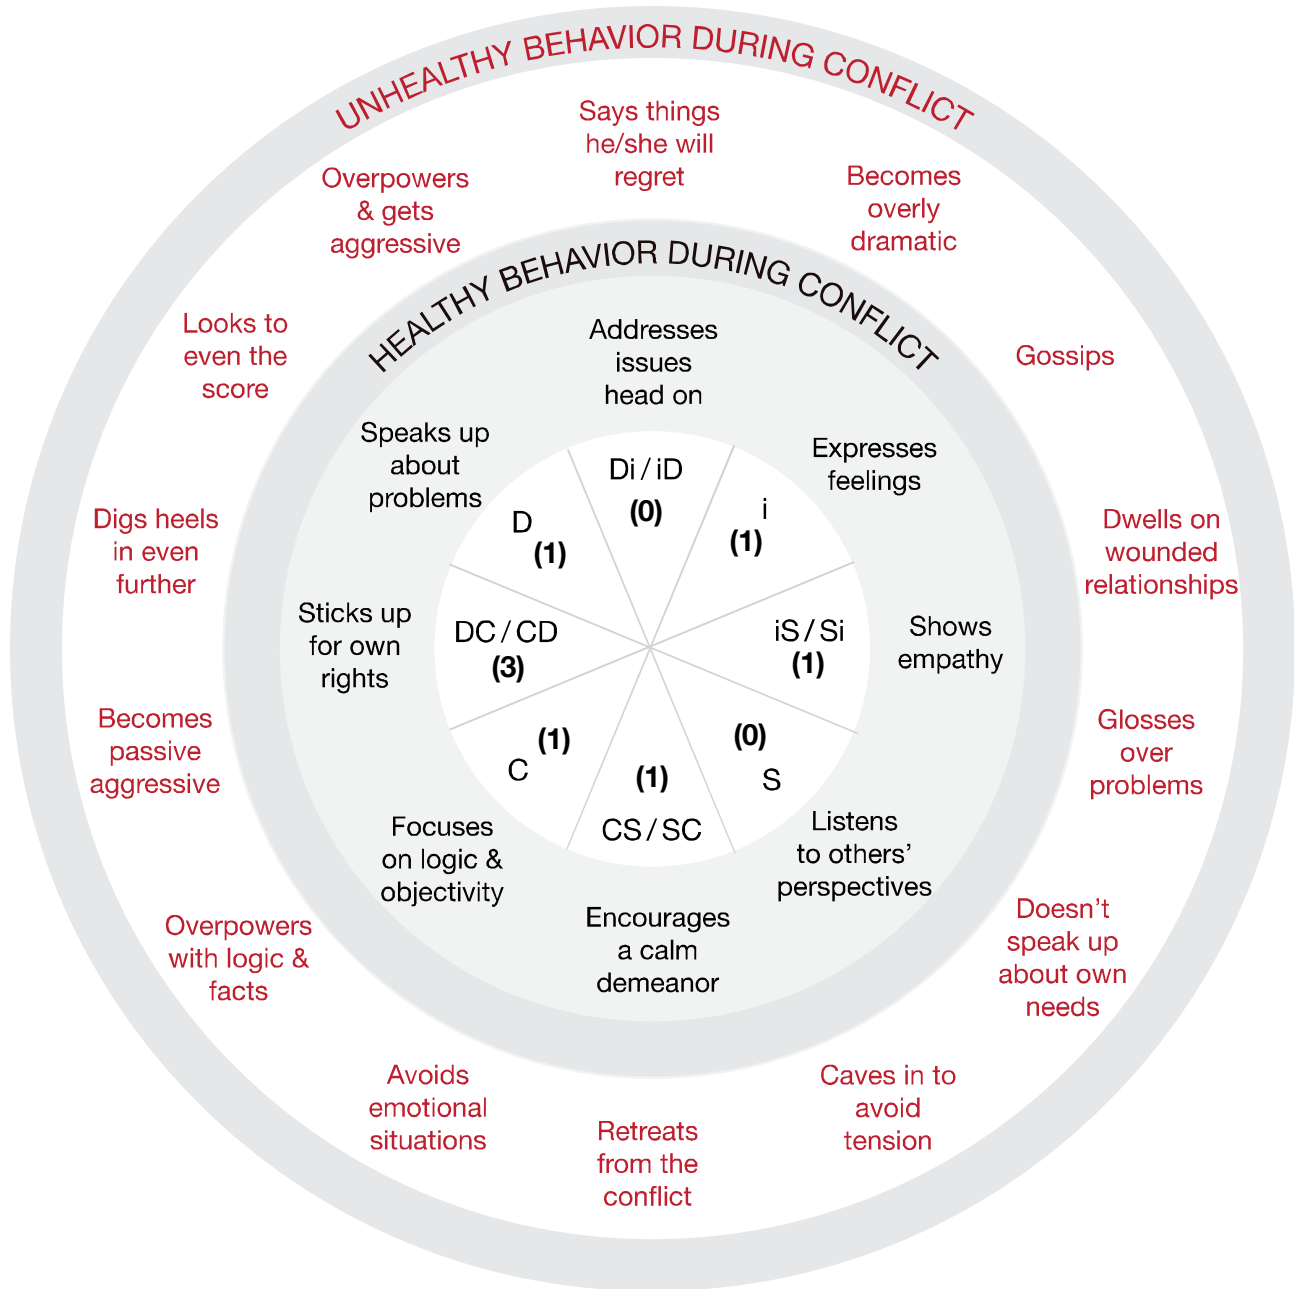 UNHEALTHY BEHAVIOR DURING CONFLICT
Says things
he/she will
regret
Becomes
overly
dramatic
Gossips
Dwells on
wounded
relationships
Glosses
over
problems
Doesn’t
speak up
about own
needs
Caves in to
avoid
tension
Retreats
from the
conflict
Avoids
emotional
situations
Overpowers
with logic &
facts
Becomes
passive
aggressive
Digs heels
in even
further
Looks to
even the
score
Overpowers
& gets
aggressive
HEALTHY BEHAVIOR DURING CONFLICT
Addresses
issues
head on
Expresses
feelings
Shows
empathy
Listens
to others’
perspectives
Encourages
a calm
demeanor
Focuses
on logic &
objectivity
Sticks up
for own
rights
Speaks up
about
problems
Di / iD
(0)
i
(1)
iS / Si
(1)
(0)
S
(1)
CS / SC
(1)
C
DC / CD
(3)
D
(1)